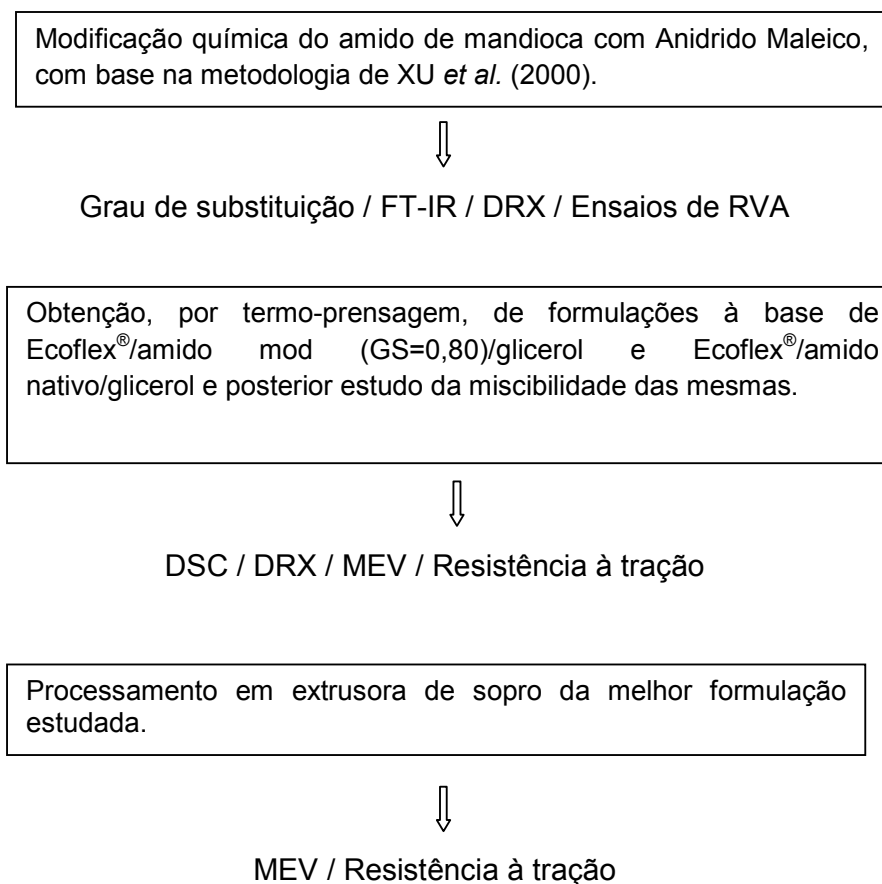 Modificação química do amido de mandioca com Anidrido Maleico,
com base na metodologia de XU et al. (2000).
Grau de substituição / FT-IR / DRX / Ensaios de RVA
Obtenção, por termo-prensagem, de formulações à base de
Ecoflex®/amido mod (GS=0,80)/glicerol e Ecoflex®/amido
nativo/glicerol e posterior estudo da miscibilidade das mesmas.
DSC / DRX / MEV / Resistência à tração
Processamento em extrusora de sopro da melhor formulação
estudada.
MEV / Resistência à tração